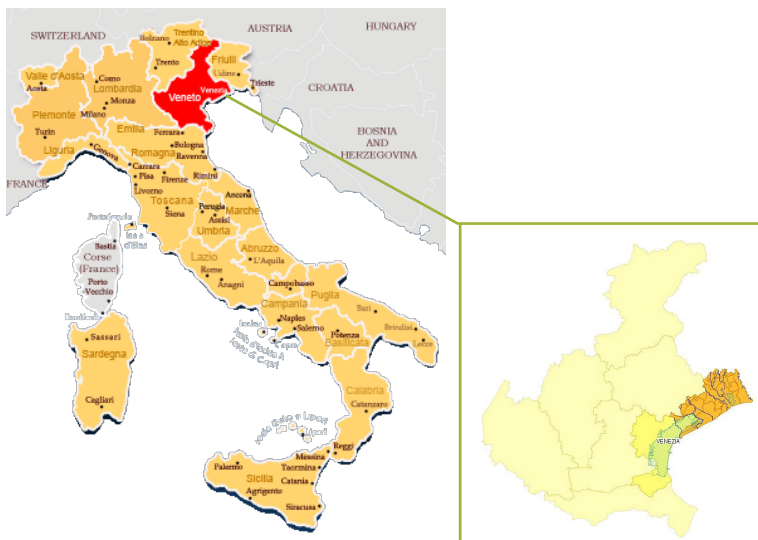 SWITZERLAND
AUSTRIA
HUNGARY
Bolzano
Trentino
Alto Adige
Friuli
Udine
Trento
Trieste
Valle d'Aosta
Aosta
Como
Lombardia
Monza
Milano
Veneto
Venezia
CROATIA
Piemonte
Turin
Emilia
Ferrara
Liguria
Genova
Romagna
Bologna
Ravenna
BOSNIA
AND
HERZEGOVINA
Carrara
Pisa
Firenze
Rimini
FRANCE
Livorno
Toscana
Siena
Ancona
Perugia
Marche
Assisi
Umbria
Bastia
Corse
(France)
Porto
-Vecchio
Abruzzo
L'Aquila
Lazio
Rome
Anagni
Campobasso
Puglia
Campania
Bari
Naples
Salerno
Potenza
Basilicata
Brindisi
Lecce
Capri
Sassari
Sardegna
Cagliari
Calabria
Catanzaro
Reggi
Messina
Palermo
Taormina
Sicilia
Catania
Agrigento
Siracusa
VENEZIA